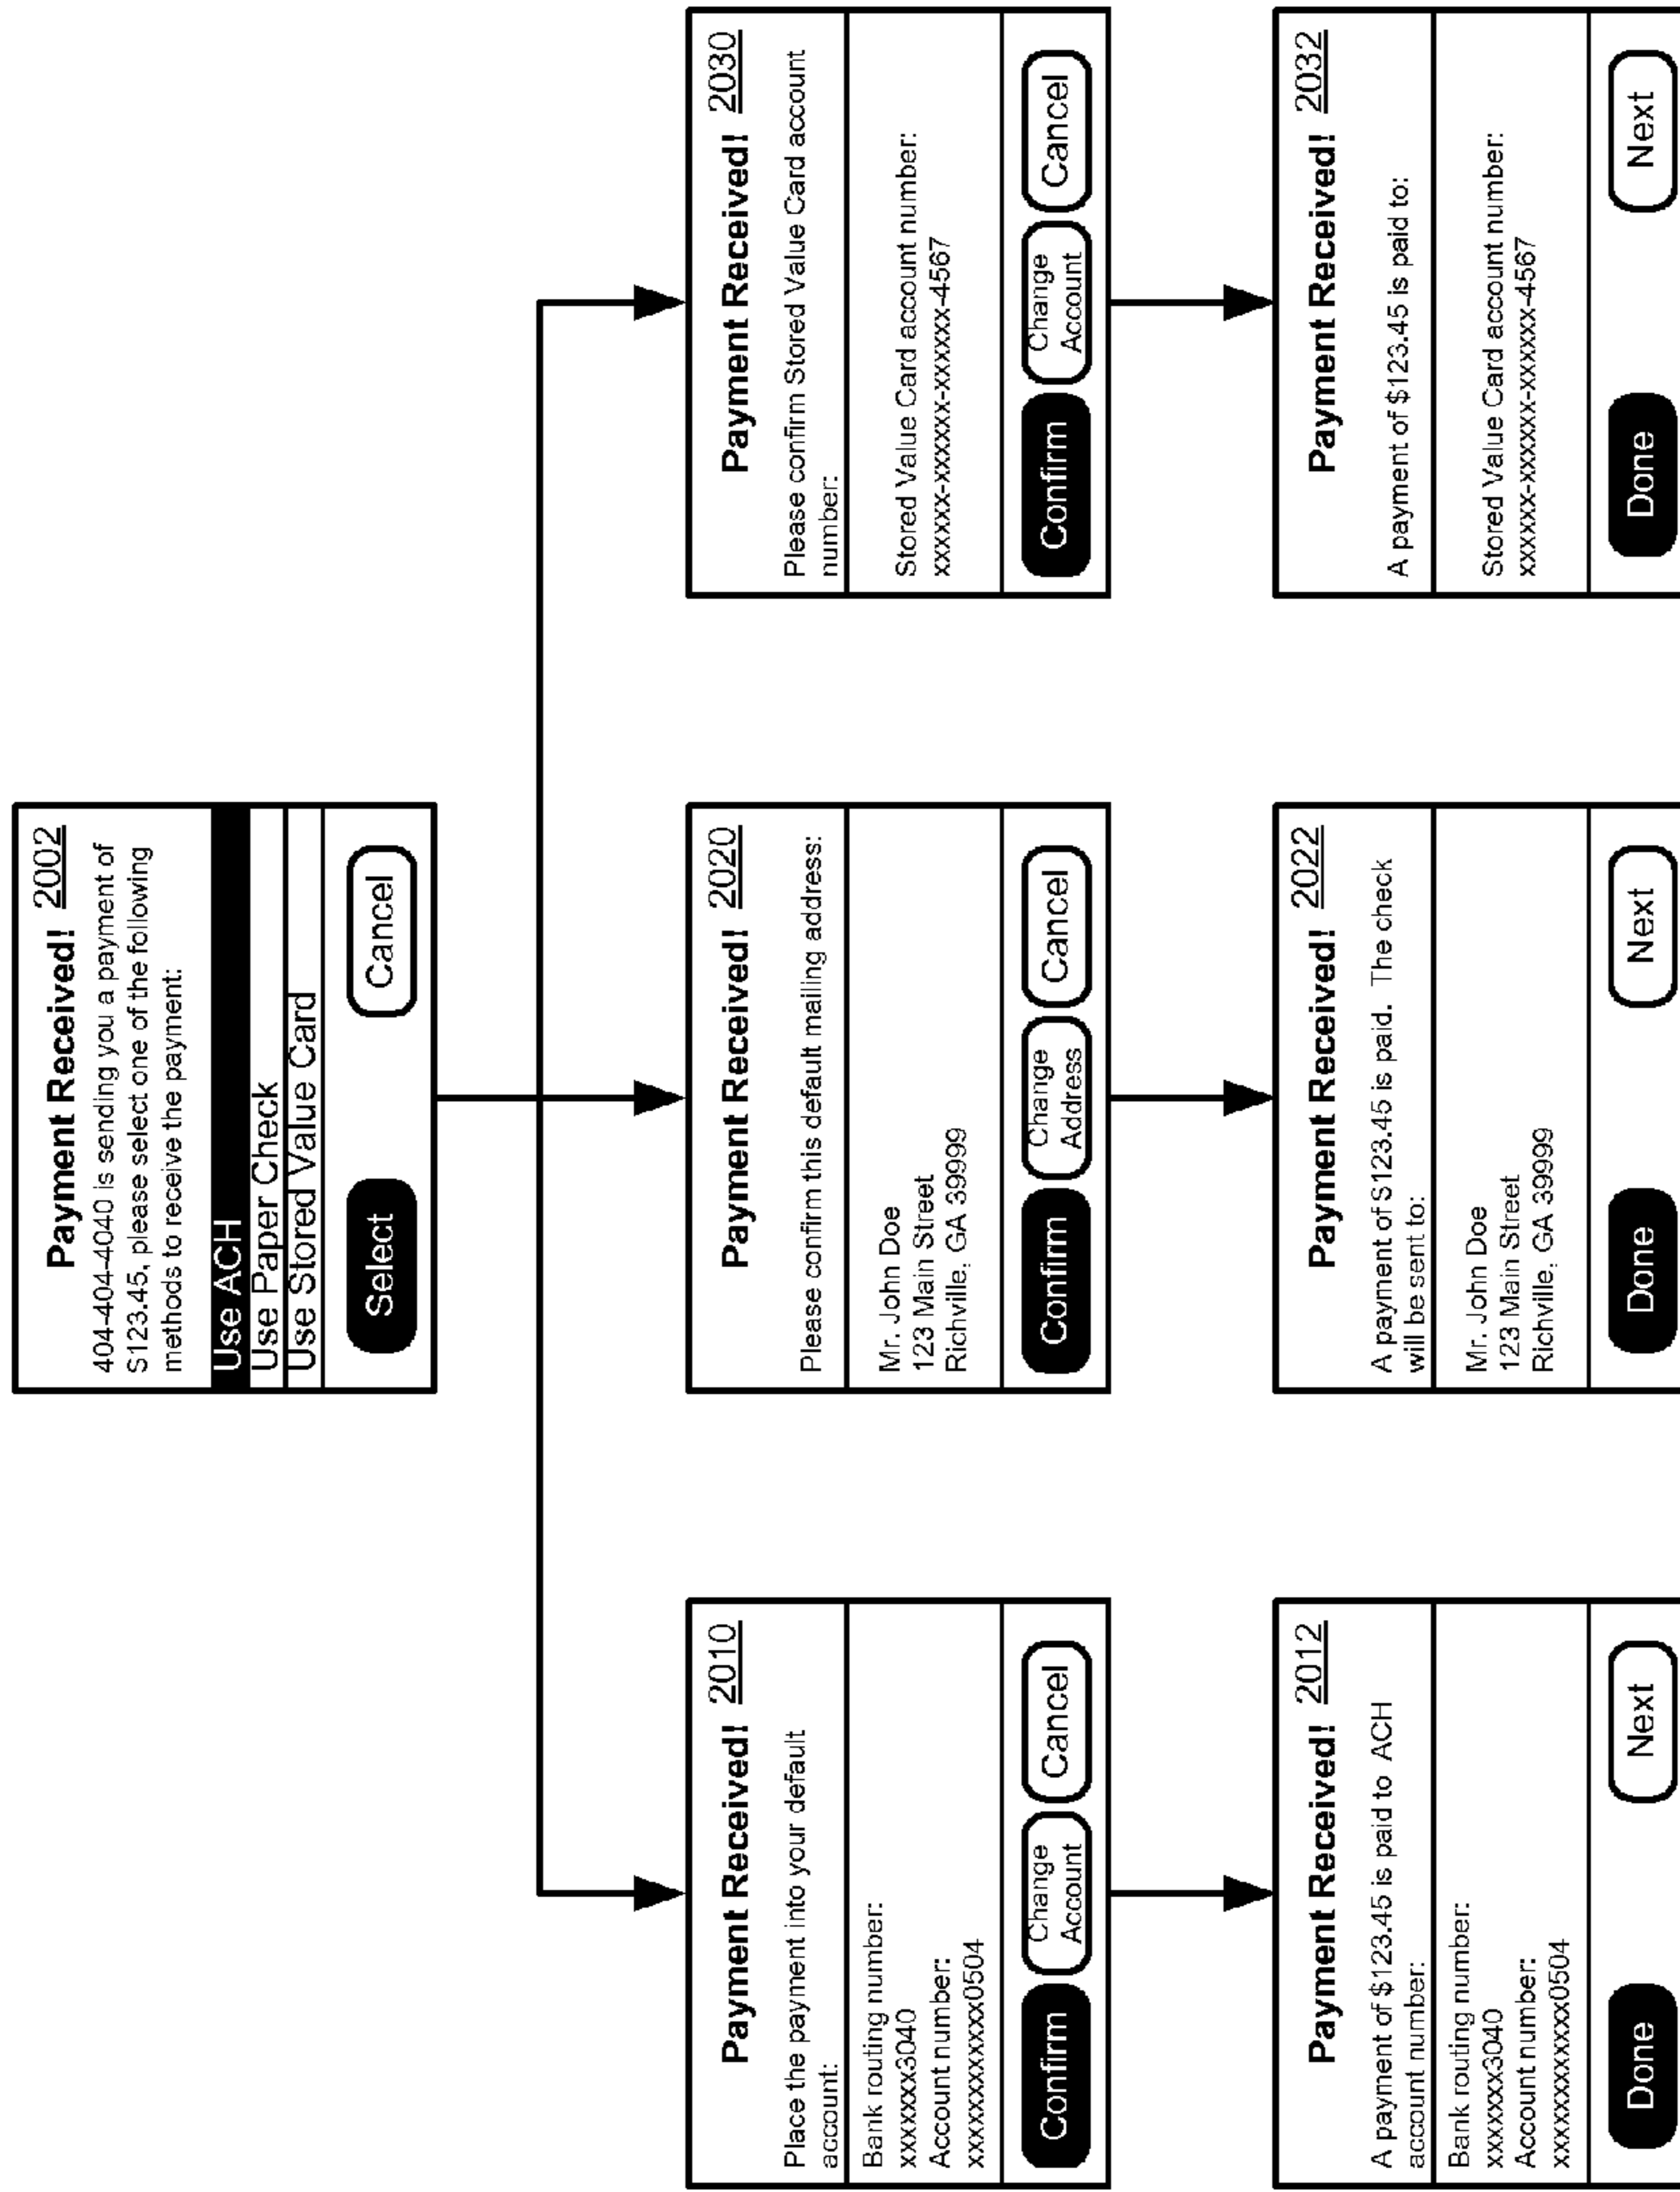 Payment Received! 2002
404-404-4040 is sending you a payment of
$123.45, please select one of the following
methods to receive the payment:
Use ACH
Use Paper Check
Use Stored Value Card
Select Cancel
Payment Received! 2010
Place the payment into your default
account:
Bank routing number:
xxxxxx3040
Account number:
xxxxxxxxxxxx0504
Confirm
Change
Account
Cancel
Payment Received! 2020
Please confirm this default mailing address:
Mr. John Doe
123 Main Street
Richville, GA 39999
Confirm
Change
Address
Cancel
Payment Received! 2030
Please confirm Stored Value Card account
number:
Stored Value Card account number:
xxxxxx-xxxxxx-xxxxxx-4567
Confirm
Change
Account
Cancel
Payment Received! 2012
A payment of $123.45 is paid to ACH
account number:
Bank routing number:
xxxxxx3040
Account number:
xxxxxxxxxxxx0504
Done Next
Payment Received! 2022
A payment of $123.45 is paid. The check
will be sent to:
Mr. John Doe
123 Main Street
Richville, GA 39999
Done Next
Payment Received! 2032
A payment of $123.45 is paid to:
Stored Value Card account number:
xxxxxx-xxxxxx-xxxxxx-4567
Done Next